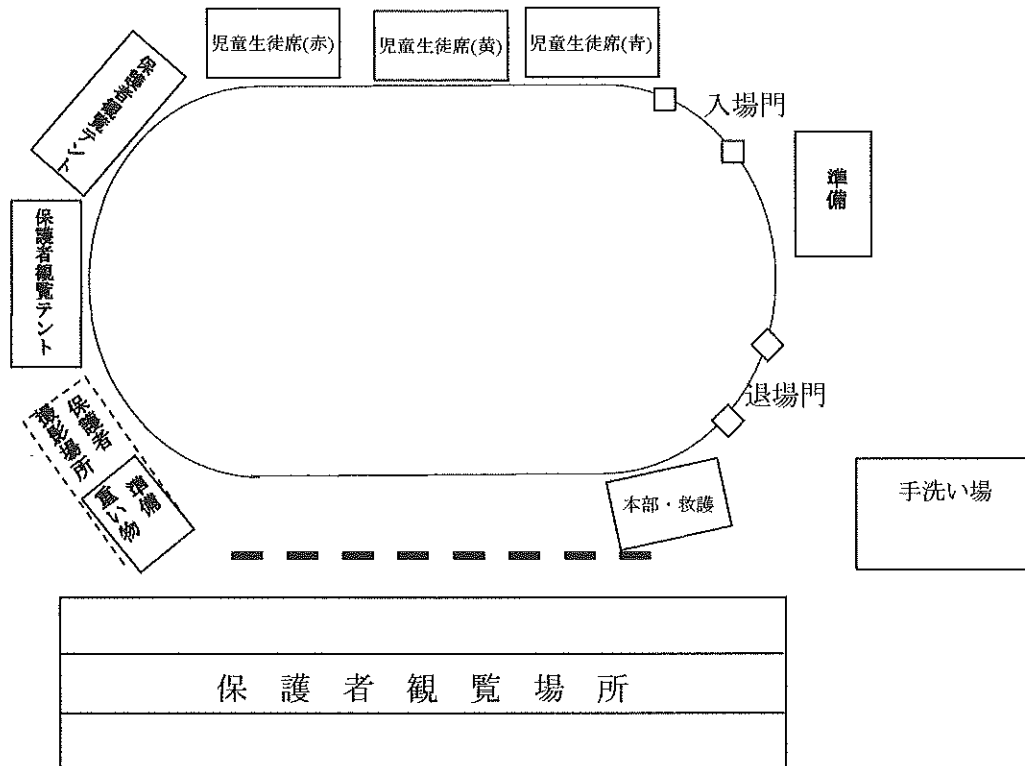 児童生徒席(赤)
児童生徒席(黄)
児童生徒席(青)
入場門
保護者観覧テント
準備
保護者観覧テント
退場門
保護者
撮影場所
準備
重い物
本部・救護
手洗い場
保護者観覧場所